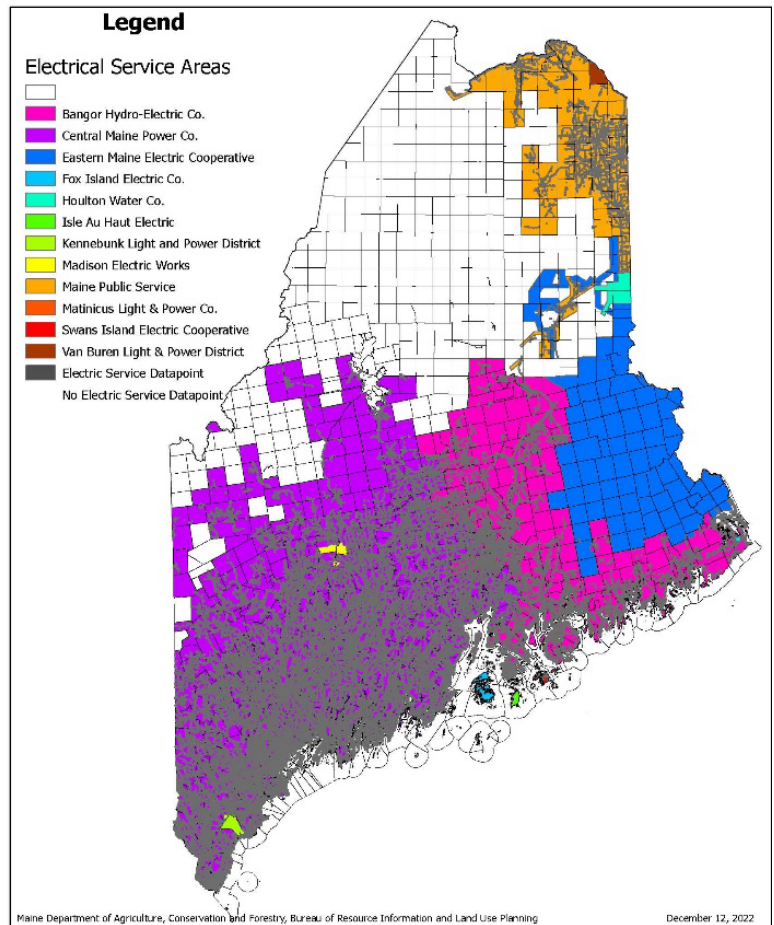 Legend
Electrical Service Areas
Bangor Hydro-Electric Co.
Central Maine Power Co.
Eastern Maine Electric Cooperative
Fox Island Electric Co.
Houlton Water Co.
Isle Au Haut Electric
Kennebunk Light and Power District
Madison Electric Works
Maine Public Service
Matinicus Light & Power Co.
Swans Island Electric Cooperative
Van Buren Light & Power District
Electric Service Datapoint
No Electric Service Datapoint
Maine Department of Agriculture, Conservation and Forestry, Bureau of Resource Information and Land Use Planning December 12, 2022